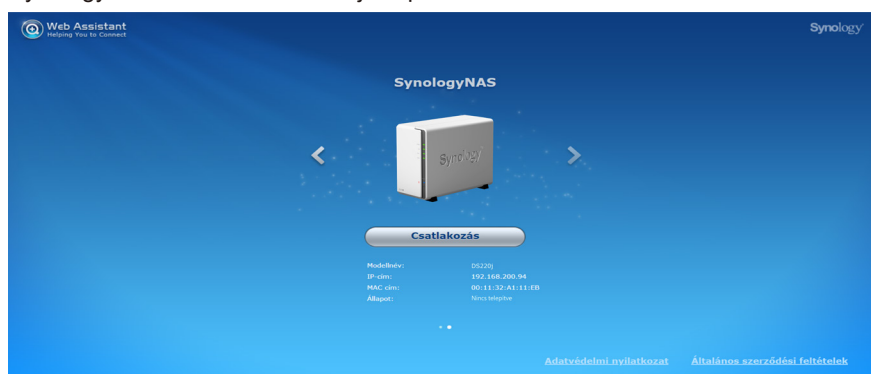 Web Assistant
Helping You to Connect
Synology
SynologyNAS
Synology
Csatlakozás
Modellnév: DS220j
IP-cím: 192.168.200.94
MAC cím: 00:11:32:A1:11:EB
Állapot: Nincs telepítve
Adatvédelmi nyilatkozat Általános szerződési feltételek